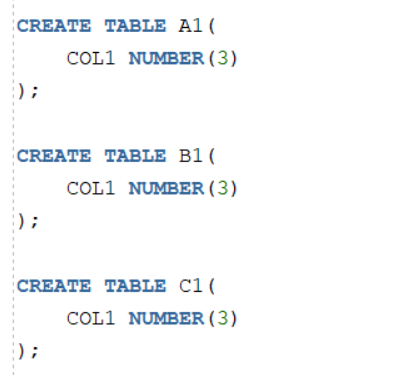 CREATE TABLE A1(
    COL1 NUMBER(3)
);

CREATE TABLE B1(
    COL1 NUMBER(3)
);

CREATE TABLE C1(
    COL1 NUMBER(3)
);